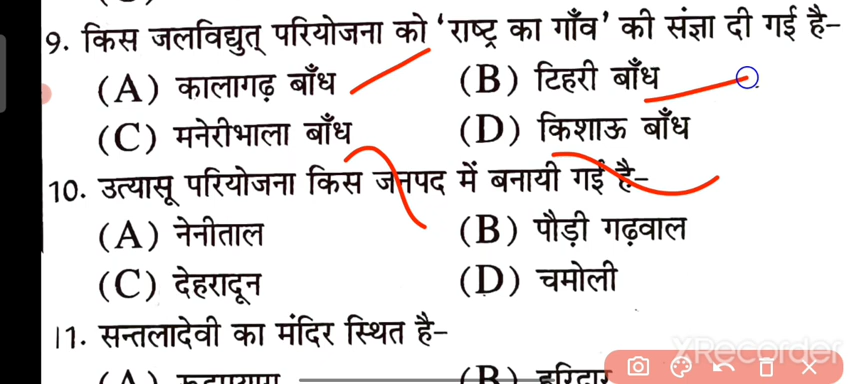 9. किस जलविद्युत् परियोजना को 'राष्ट्र का गाँव' की संज्ञा दी गई है-
(A) कालागढ़ बाँध (B) टिहरी बाँध
(C) मनेरीभाला बाँध (D) किशाऊ बाँध
10. उत्यासू परियोजना किस जनपद में बनायी गई है-
(A) नेनीताल (B) पौड़ी गढ़वाल
(C) देहरादून (D) चमोली
11. सन्तलादेवी का मंदिर स्थित है-
(A) (B) हरिद्वार
XRecorder